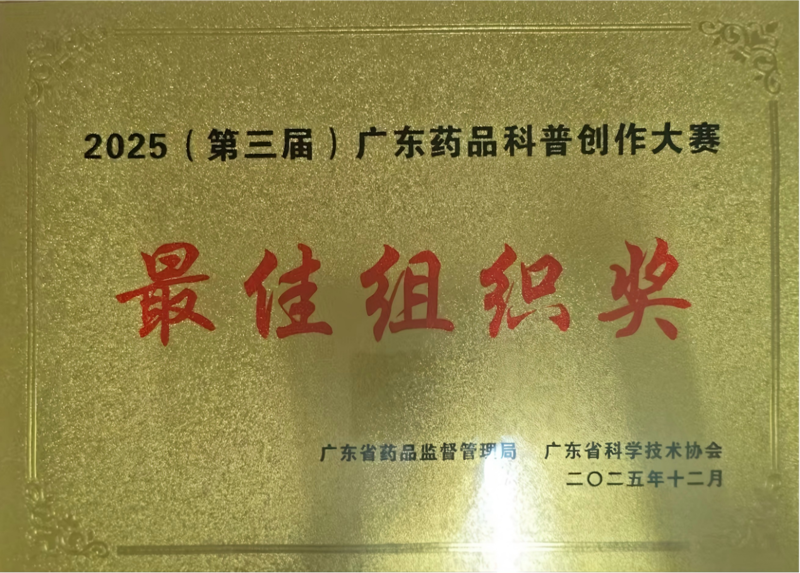 2025（第三届）广东药品科普创作大赛
最佳组织奖
广东省药品监督管理局 广东省科学技术协会
二〇二五年十二月